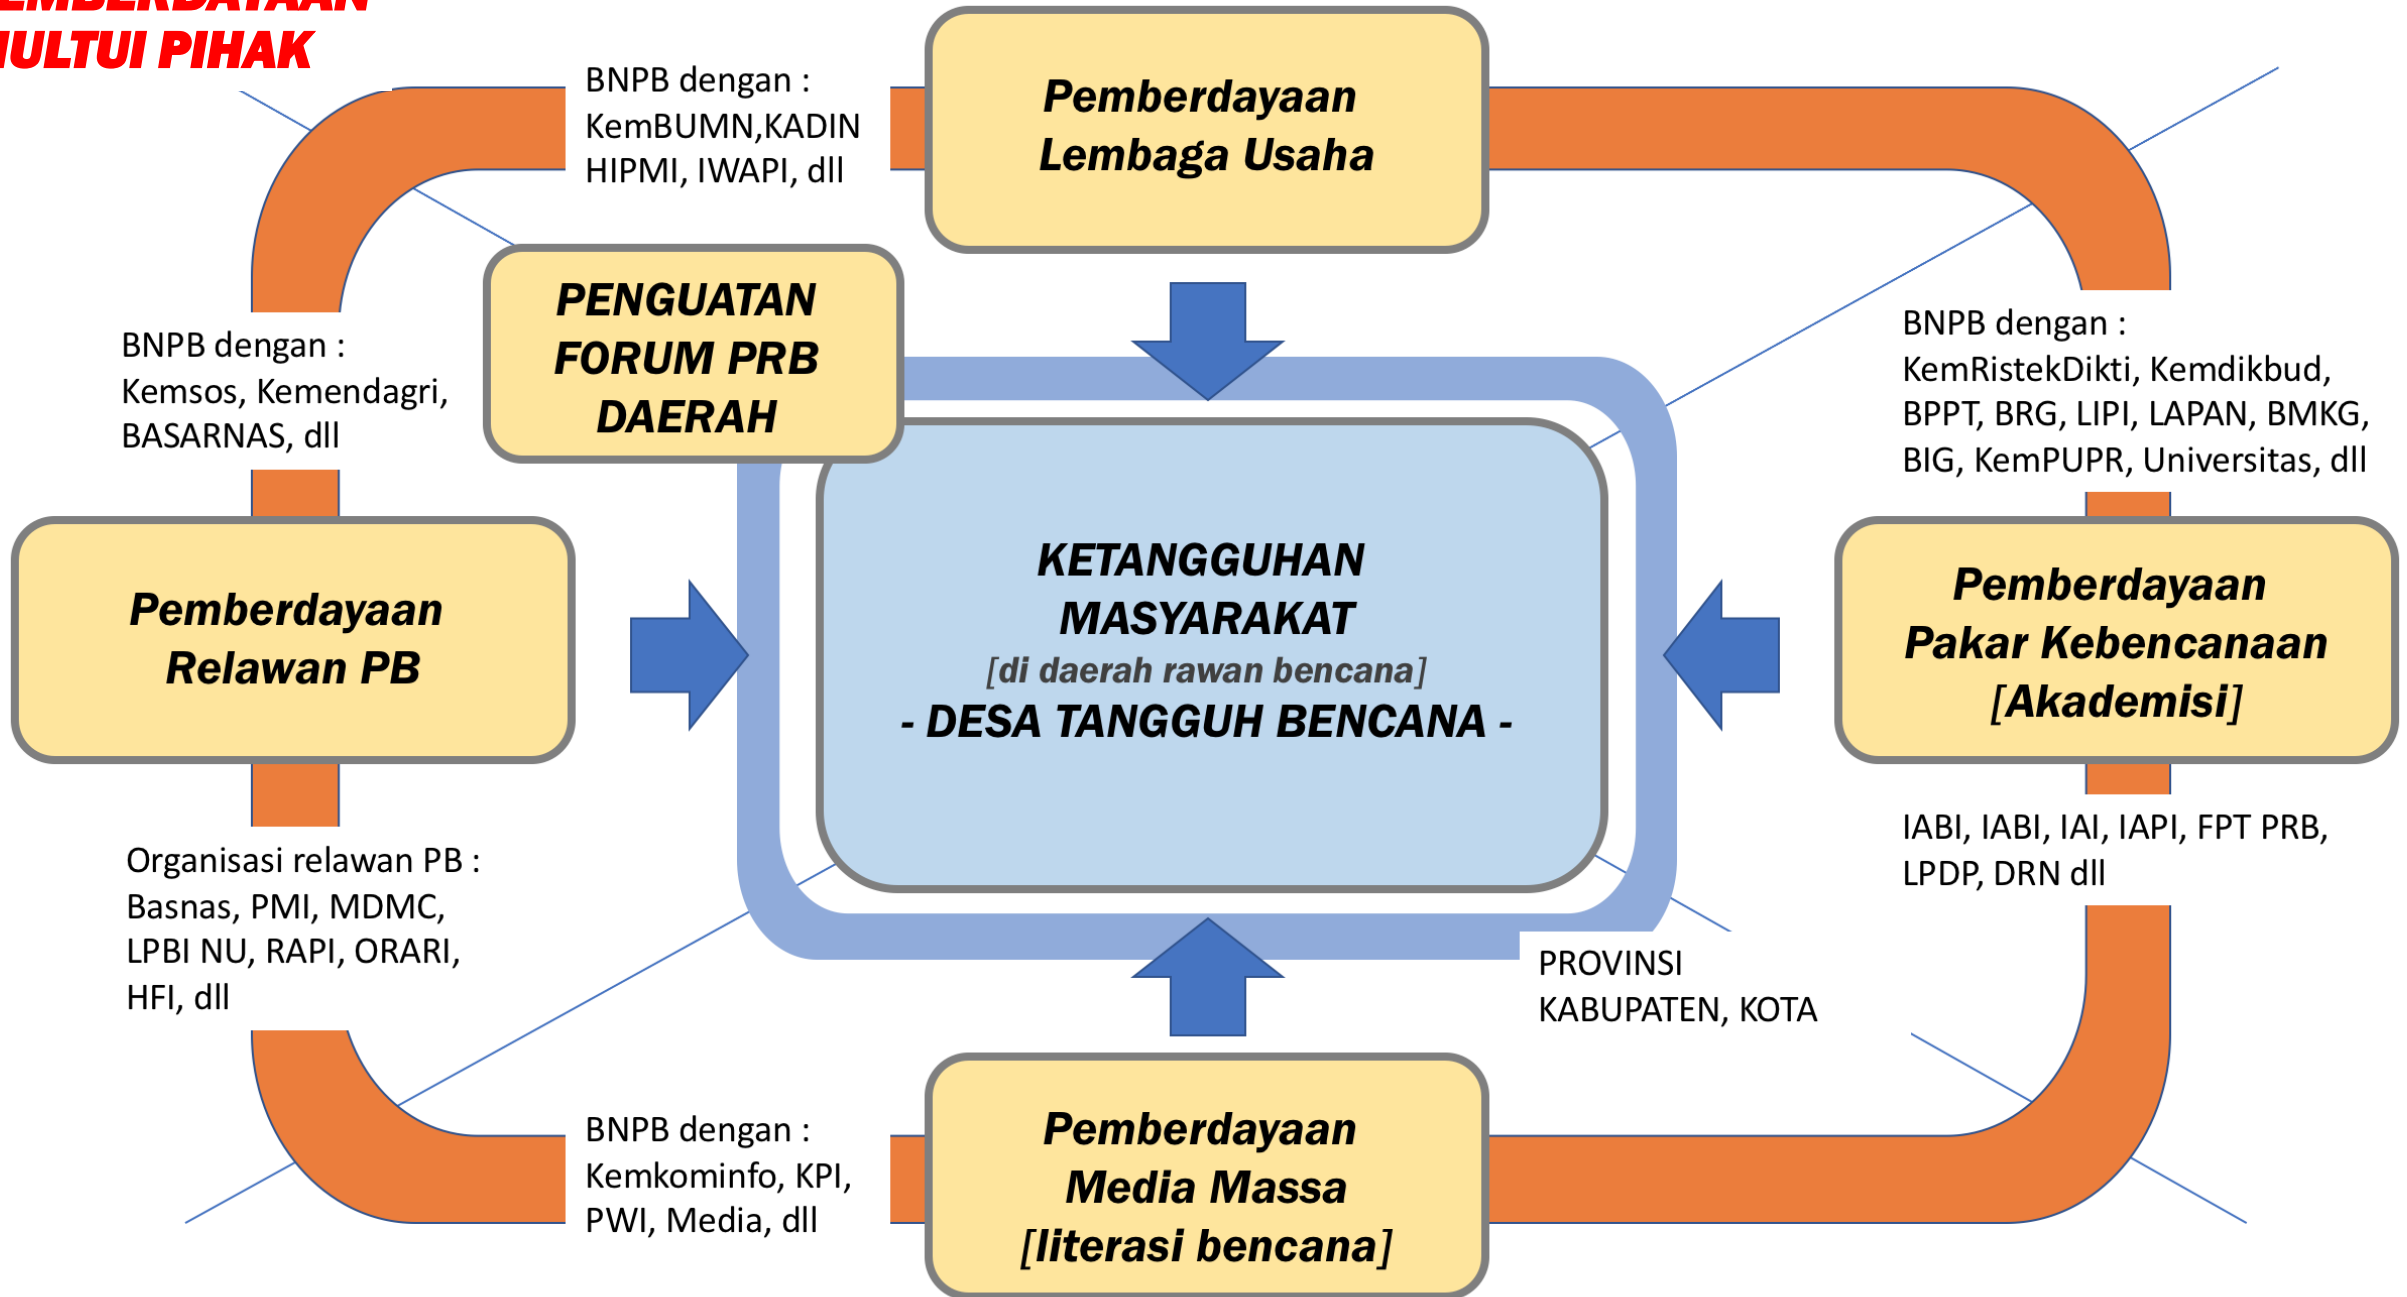 EMBERDAYAAN
MULTUI PIHAK
BNPB dengan :
KemBUMN,KADIN
HIPMI, IWAPI, dll
Pemberdayaan
Lembaga Usaha
PENGUATAN
FORUM PRB
DAERAH
BNPB dengan :
Kemsos, Kemendagri,
BASARNAS, dll
BNPB dengan :
KemRistekDikti, Kemdikbud,
BPPT, BRG, LIPI, LAPAN, BMKG,
BIG, KemPUPR, Universitas, dll
Pemberdayaan
Relawan PB
KETANGGUHAN
MASYARAKAT
[di daerah rawan bencana]
- DESA TANGGUH BENCANA -
Pemberdayaan
Pakar Kebencanaan
[Akademisi]
Organisasi relawan PB :
Basnas, PMI, MDMC,
LPBI NU, RAPI, ORARI,
HFI, dll
IABI, IABI, IAI, IAPI, FPT PRB,
LPDP, DRN dll
PROVINSI
KABUPATEN, KOTA
BNPB dengan :
Kemkominfo, KPI,
PWI, Media, dll
Pemberdayaan
Media Massa
[literasi bencana]